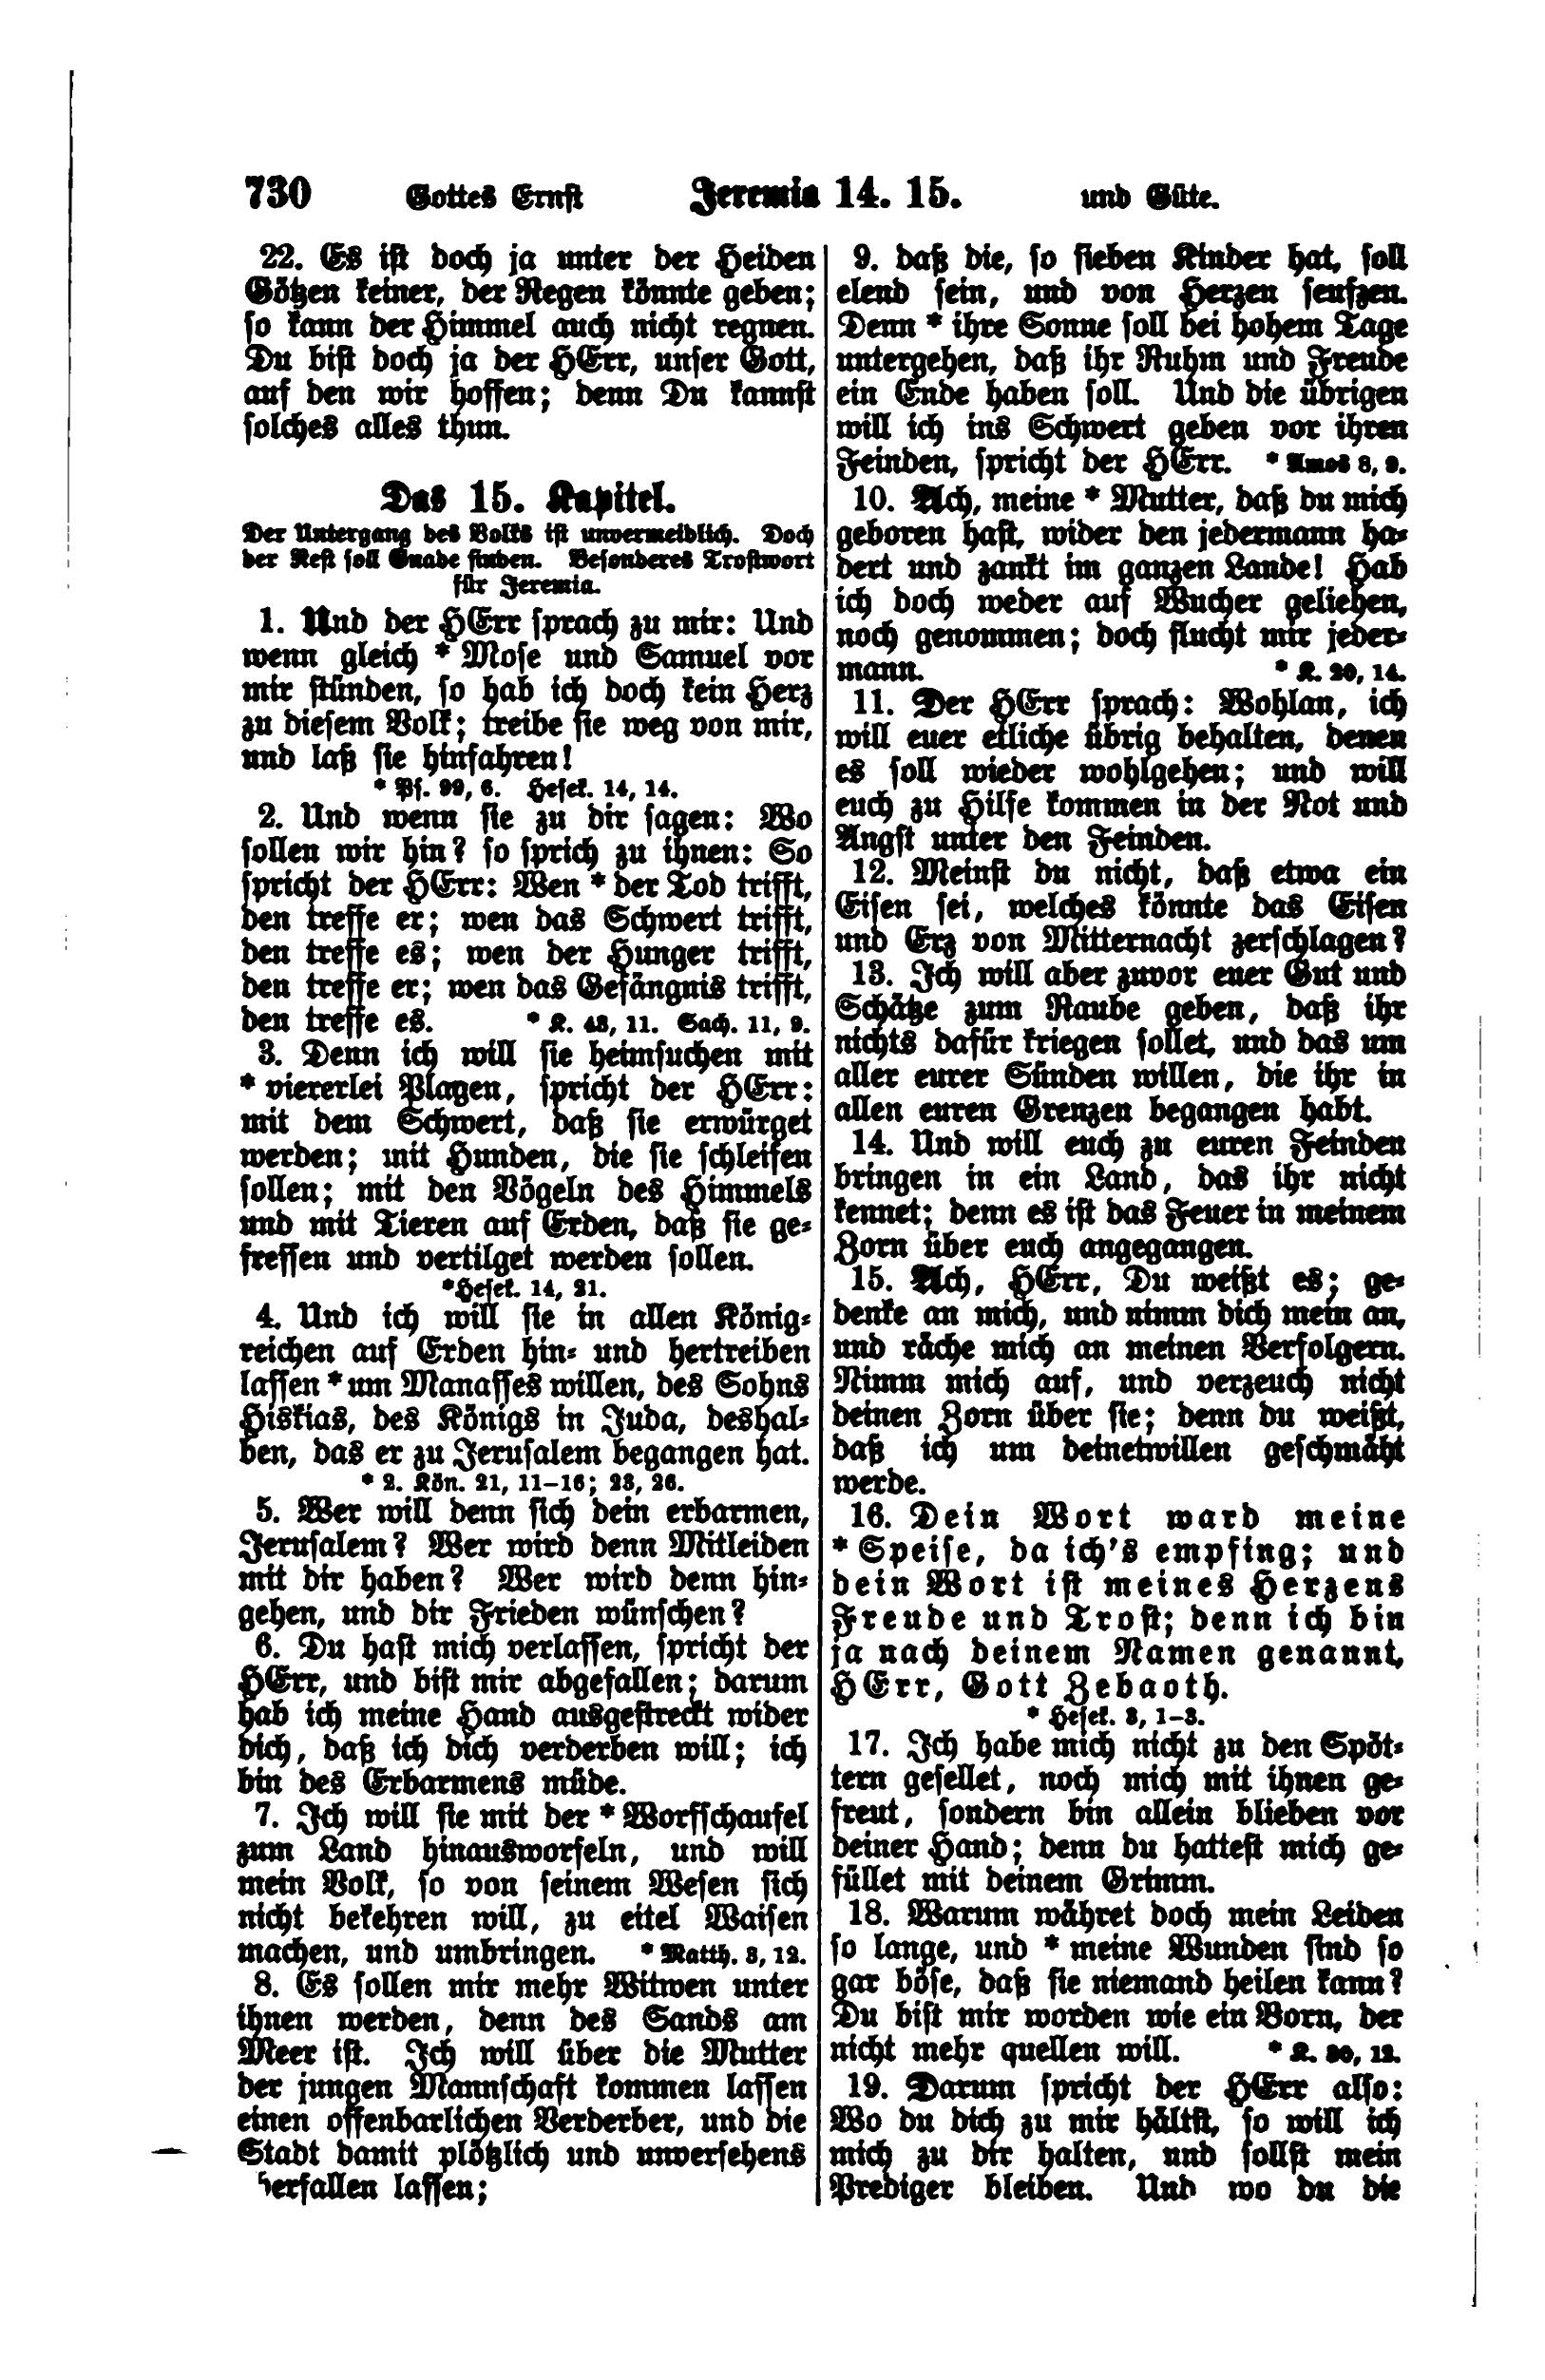 730 Gottes Ernst Jeremia 14. 15. und Güte.
22. Es ist doch ja unter der Heiden
Götzen keiner, der Regen könnte geben;
so kann der Himmel auch nicht regnen.
Du bist doch ja der HErr, unser Gott,
auf den wir hoffen; denn Du kannst
solches alles thun.
Das 15. Kapitel.
Der Untergang des Volks ist unvermeidlich. Doch
der Rest soll Gnade finden. Besonderes Trostwort
für Jeremia.
1. Und der HErr sprach zu mir: Und
wenn gleich * Mose und Samuel vor
mir stünden, so hab ich doch kein Herz
zu diesem Volk; treibe sie weg von mir,
und laß sie hinfahren!
* Ps. 99, 6. Hesek. 14, 14.
2. Und wenn sie zu dir sagen: Wo
sollen wir hin? so sprich zu ihnen: So
spricht der HErr: Wen * der Tod trifft,
den treffe er; wen das Schwert trifft,
den treffe es; wen der Hunger trifft,
den treffe er; wen das Gefängnis trifft,
den treffe es. * K. 43, 11. Sach. 11, 9.
3. Denn ich will sie heimsuchen mit
* viererlei Plagen, spricht der HErr:
mit dem Schwert, daß sie erwürget
werden; mit Hunden, die sie schleifen
sollen; mit den Vögeln des Himmels
und mit Tieren auf Erden, daß sie ge-
fressen und vertilget werden sollen.
*Hesek. 14, 21.
4. Und ich will sie in allen König-
reichen auf Erden hin- und hertreiben
lassen * um Manasses willen, des Sohns
Hiskias, des Königs in Juda, deshal-
ben, das er zu Jerusalem begangen hat.
* 2. Kön. 21, 11–16; 23, 26.
5. Wer will denn sich dein erbarmen,
Jerusalem? Wer wird denn Mitleiden
mit dir haben? Wer wird denn hin-
gehen, und dir Frieden wünschen?
6. Du hast mich verlassen, spricht der
HErr, und bist mir abgefallen; darum
hab ich meine Hand ausgestreckt wider
dich, daß ich dich verderben will; ich
bin des Erbarmens müde.
7. Ich will sie mit der * Worfschaufel
zum Land hinausworfeln, und will
mein Volk, so von seinem Wesen sich
nicht bekehren will, zu eitel Waisen
machen, und umbringen. * Matth. 3, 12.
8. Es sollen mir mehr Witwen unter
ihnen werden, denn des Sands am
Meer ist. Ich will über die Mutter
der jungen Mannschaft kommen lassen
einen offenbarlichen Verderber, und die
Stadt damit plötzlich und unversehens
erfallen lassen;
9. daß die, so sieben Kinder hat, soll
elend sein, und von Herzen seufzen.
Denn * ihre Sonne soll bei hohem Tage
untergehen, daß ihr Ruhm und Freude
ein Ende haben soll. Und die übrigen
will ich ins Schwert geben vor ihren
Feinden, spricht der HErr. * Amos 8, 9.
10. Ach, meine * Mutter, daß du mich
geboren hast, wider den jedermann ha-
dert und zankt im ganzen Lande! Hab
ich doch weder auf Wucher geliehen,
noch genommen; doch flucht mir jeder-
mann. * K. 20, 14.
11. Der HErr sprach: Wohlan, ich
will euer etliche übrig behalten, denen
es soll wieder wohlgehen; und will
euch zu Hilfe kommen in der Not und
Angst unter den Feinden.
12. Meinst du nicht, daß etwa ein
Eisen sei, welches könnte das Eisen
und Erz von Mitternacht zerschlagen?
13. Ich will aber zuvor euer Gut und
Schätze zum Raube geben, daß ihr
nichts dafür kriegen sollet, und das um
aller eurer Sünden willen, die ihr in
allen euren Grenzen begangen habt.
14. Und will euch zu euren Feinden
bringen in ein Land, das ihr nicht
kennet; denn es ist das Feuer in meinem
Zorn über euch angegangen.
15. Ach, HErr, Du weißt es; ge-
denke an mich, und nimm dich mein an,
und räche mich an meinen Verfolgern.
Nimm mich auf, und verzeuch nicht
deinen Zorn über sie; denn du weißt,
daß ich um deinetwillen geschmäht
werde.
16. Dein Wort ward meine
* Speise, da ich's empfing; und
dein Wort ist meines Herzens
Freude und Trost; denn ich bin
ja nach deinem Namen genannt,
HErr, Gott Zebaoth.
* Hesek. 3, 1–3.
17. Ich habe mich nicht zu den Spöt-
tern gesellet, noch mich mit ihnen ge-
freut, sondern bin allein blieben vor
deiner Hand; denn du hattest mich ge-
füllet mit deinem Grimm.
18. Warum währet doch mein Leiden
so lange, und * meine Wunden sind so
gar böse, daß sie niemand heilen kann?
Du bist mir worden wie ein Born, der
nicht mehr quellen will. * K. 30, 12.
19. Darum spricht der HErr also:
Wo du dich zu mir hältst, so will ich
mich zu dir halten, und sollst mein
Prediger bleiben. Und wo du die